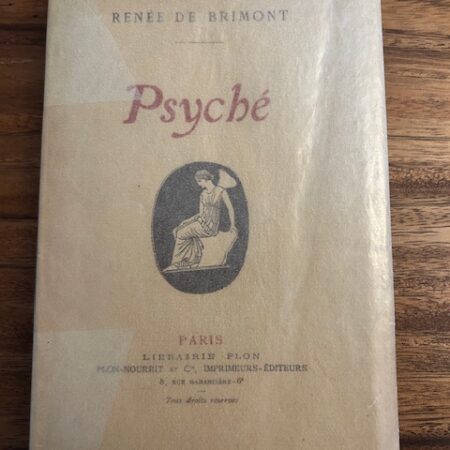 RENÉE DE BRIMONT
Psyché
PARIS
LIBRAIRIE PLON
PLON-NOURRIT ET Cie, IMPRIMEURS-ÉDITEURS
8, RUE GARANCIÈRE-6e
Tous droits réservés